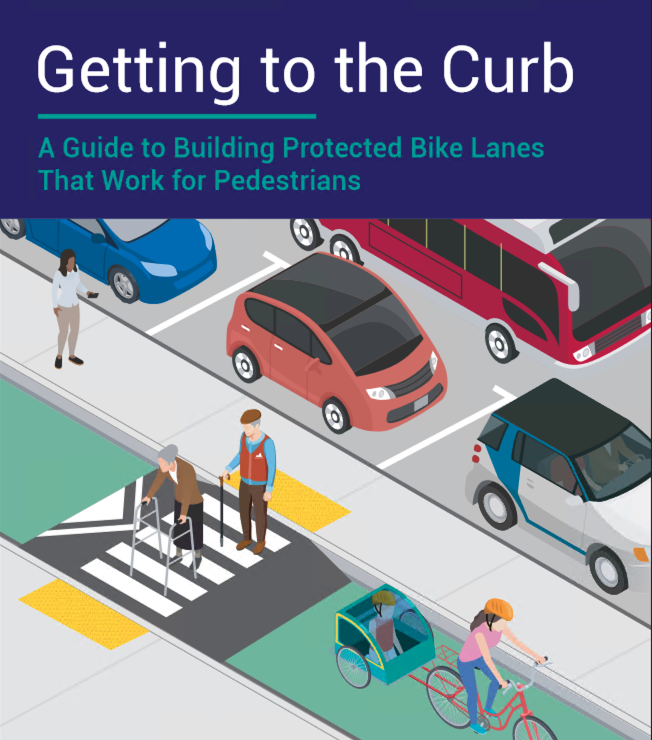 Getting to the Curb
A Guide to Building Protected Bike Lanes
That Work for Pedestrians